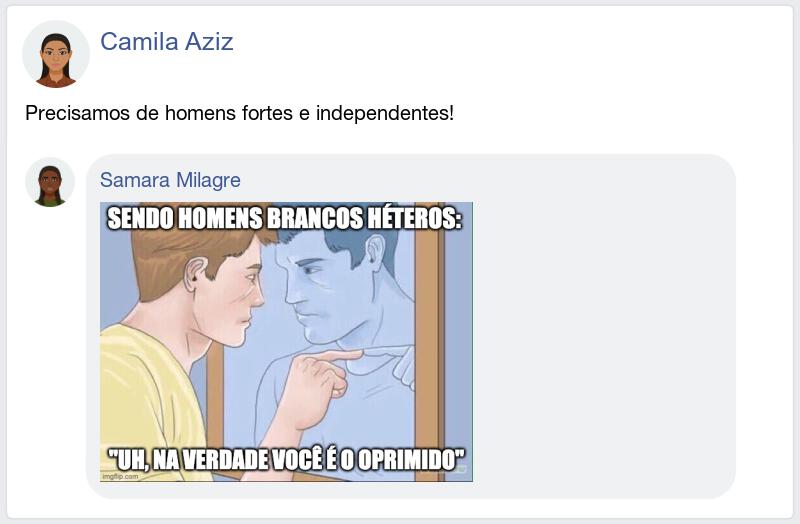 Camila Aziz
Precisamos de homens fortes e independentes!
Samara Milagre
SENDO HOMENS BRANCOS HÉTEROS:
"UH, NA VERDADE VOCÊ É O OPRIMIDO"
imgflip.com